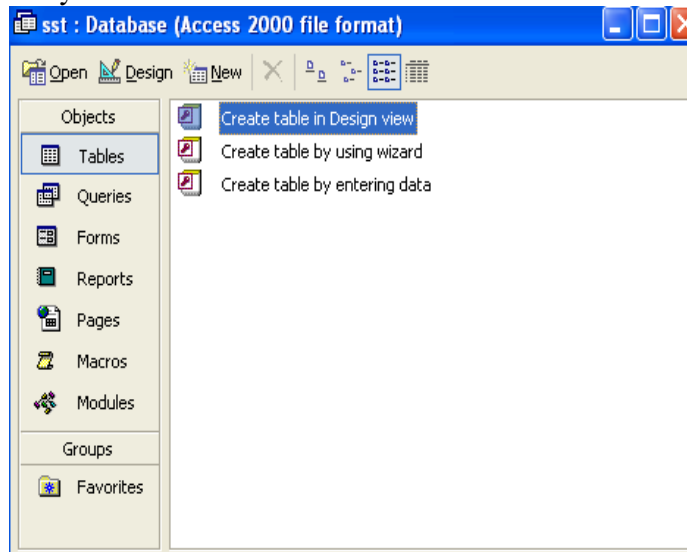 sst : Database (Access 2000 file format)
Open Design New
Objects
Tables
Queries
Forms
Reports
Pages
Macros
Modules
Groups
Favorites
Create table in Design view
Create table by using wizard
Create table by entering data